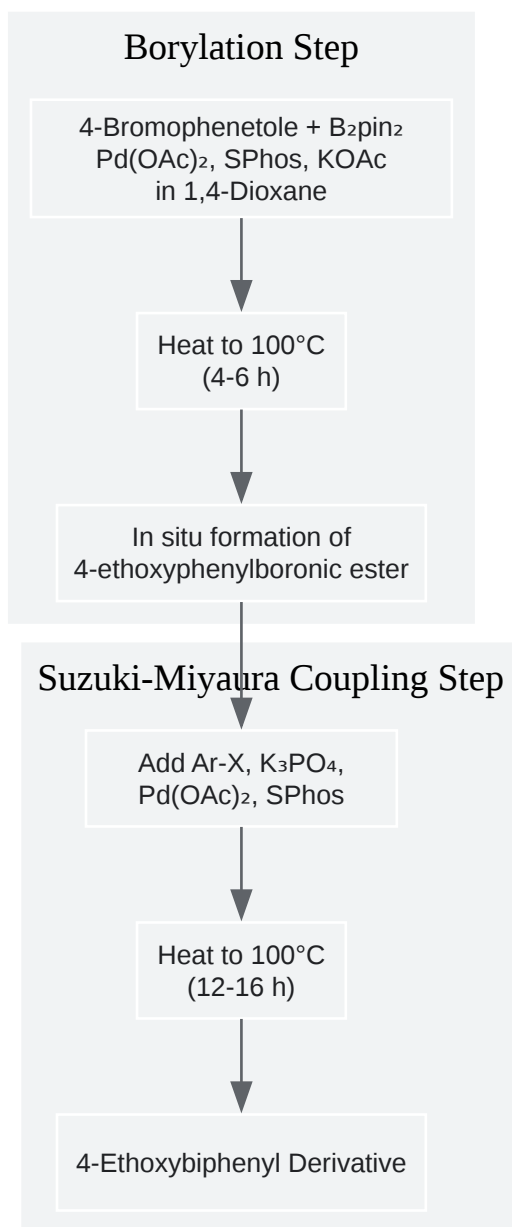 Borylation Step
4-Bromophenetole + B₂pin₂
Pd(OAc)₂, SPhos, KOAc
in 1,4-Dioxane
Heat to 100°C
(4-6 h)
In situ formation of
4-ethoxyphenylboronic ester
Suzuki-Miyaura Coupling Step
Add Ar-X, K₃PO₄,
Pd(OAc)₂, SPhos
Heat to 100°C
(12-16 h)
4-Ethoxybiphenyl Derivative